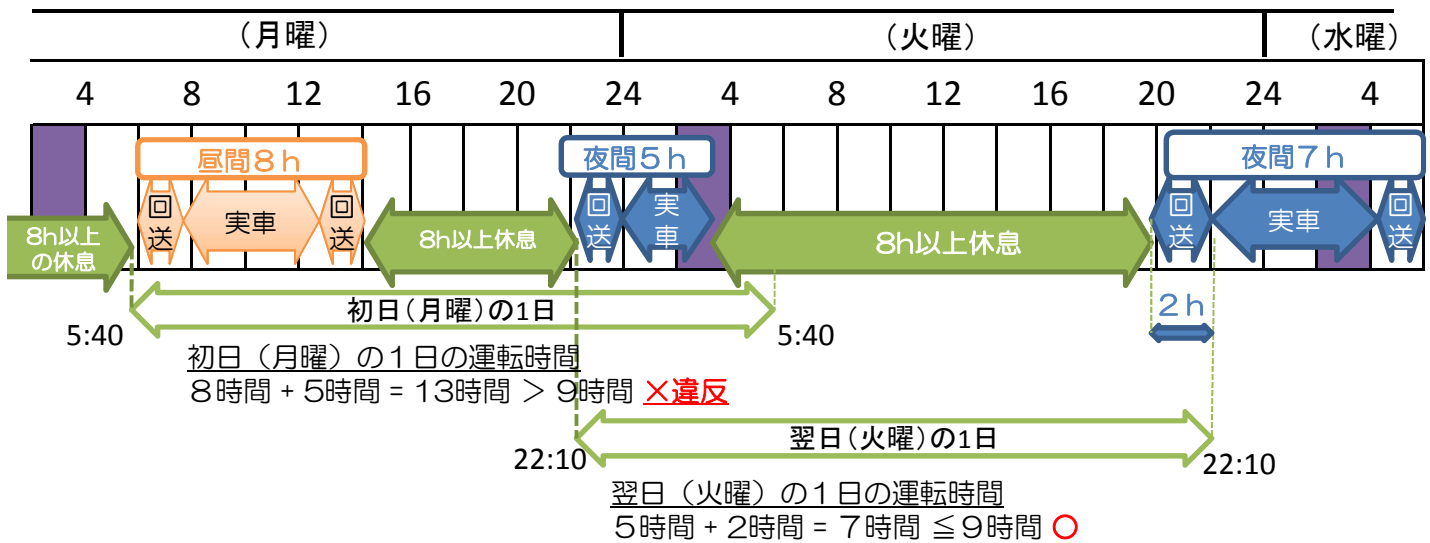 （月曜）
（火曜）
（水曜）
4 8 12 16 20 24 4 8 12 16 20 24 4
昼間８ｈ
夜間５ｈ
夜間７ｈ
回送
実車
回送
回送
実車
回送
実車
回送
8h以上
の休息
8h以上休息
8h以上休息
初日（月曜）の1日
２ｈ
5:40
5:40
初日（月曜）の１日の運転時間
８時間 + ５時間 = 13時間 ＞ ９時間 ×違反
翌日（火曜）の1日
22:10
22:10
翌日（火曜）の１日の運転時間
５時間 + ２時間 = ７時間 ≦９時間 ○